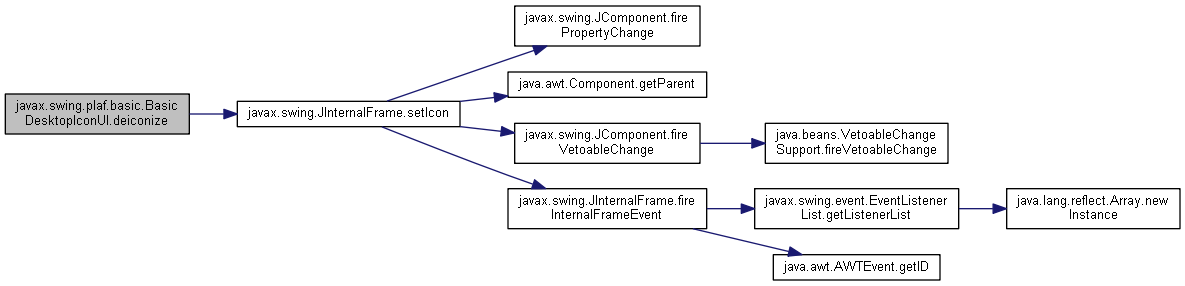 javax.swing.JComponent.fire
PropertyChange
java.awt.Component.getParent
javax.swing.plaf.basic.Basic
DesktopIconUI.deiconize
javax.swing.JInternalFrame.setIcon
javax.swing.JComponent.fire
VetoableChange
java.beans.VetoableChange
Support.fireVetoableChange
javax.swing.JInternalFrame.fire
InternalFrameEvent
javax.swing.event.EventListener
List.getListenerList
java.lang.reflect.Array.new
Instance
java.awt.AWTEvent.getID